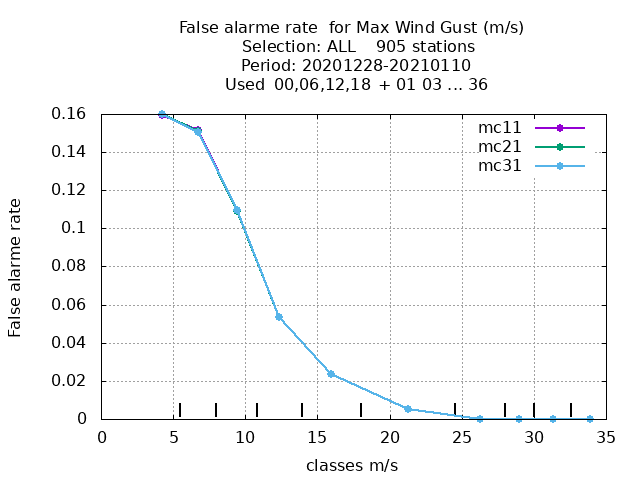 False alarme rate  for Max Wind Gust (m/s)
Selection: ALL    905 stations
Period: 20201228-20210110
Used  00,06,12,18  + 01 03 ... 36
mc11
mc21
mc31
0.16
0.14
0.12
0.1
0.08
0.06
0.04
0.02
0
False alarme rate
0 5 10 15 20 25 30 35
classes m/s